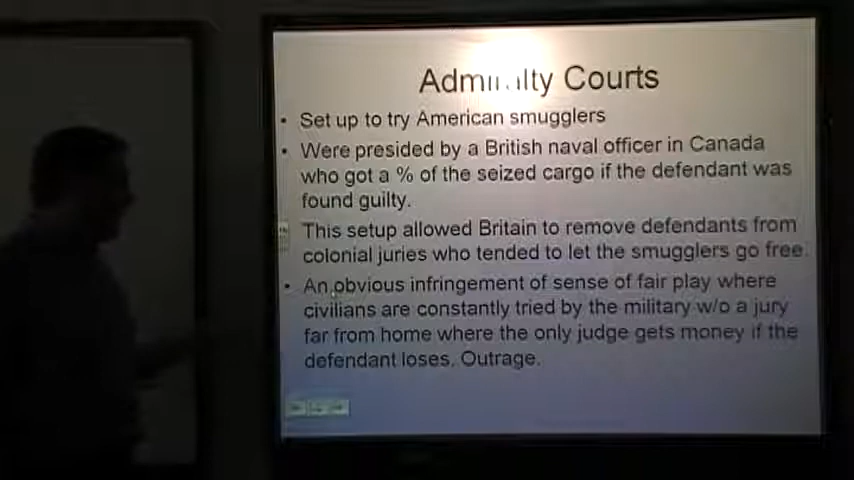 Admiralty Courts
• Set up to try American smugglers
• Were presided by a British naval officer in Canada
who got a % of the seized cargo if the defendant was
found guilty.
This setup allowed Britain to remove defendants from
colonial juries who tended to let the smugglers go free.
• An obvious infringement of sense of fair play where
civilians are constantly tried by the military w/o a jury
far from home where the only judge gets money if the
defendant loses. Outrage.